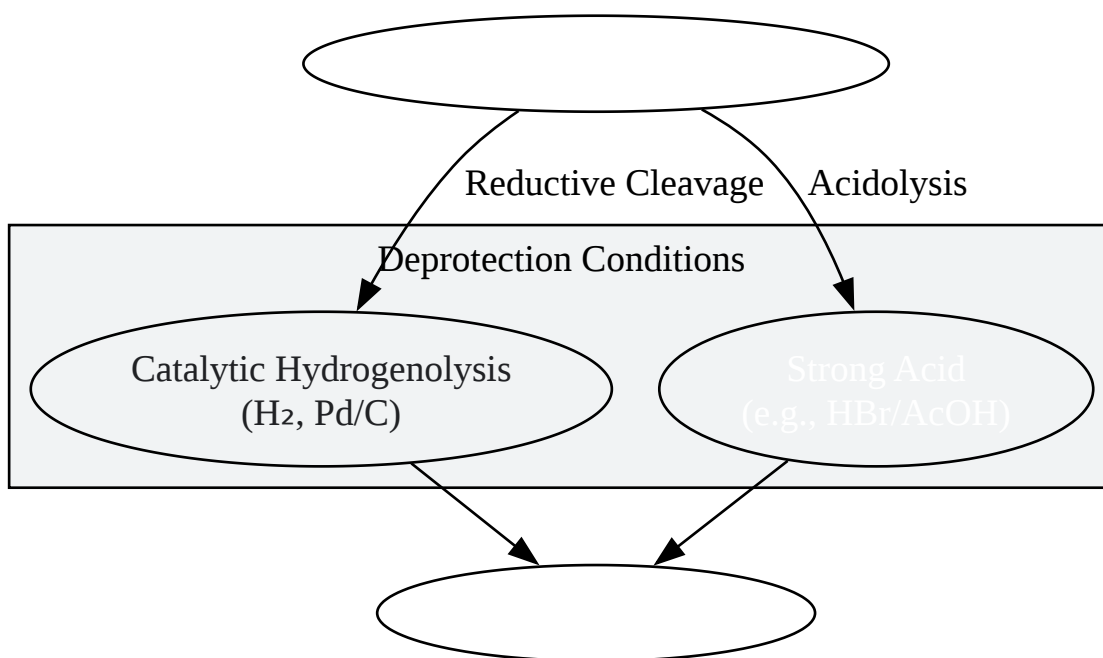 Reductive Cleavage
Acidolysis
Deprotection Conditions
Catalytic Hydrogenolysis
(H₂, Pd/C)
Strong Acid
(e.g., HBr/AcOH)